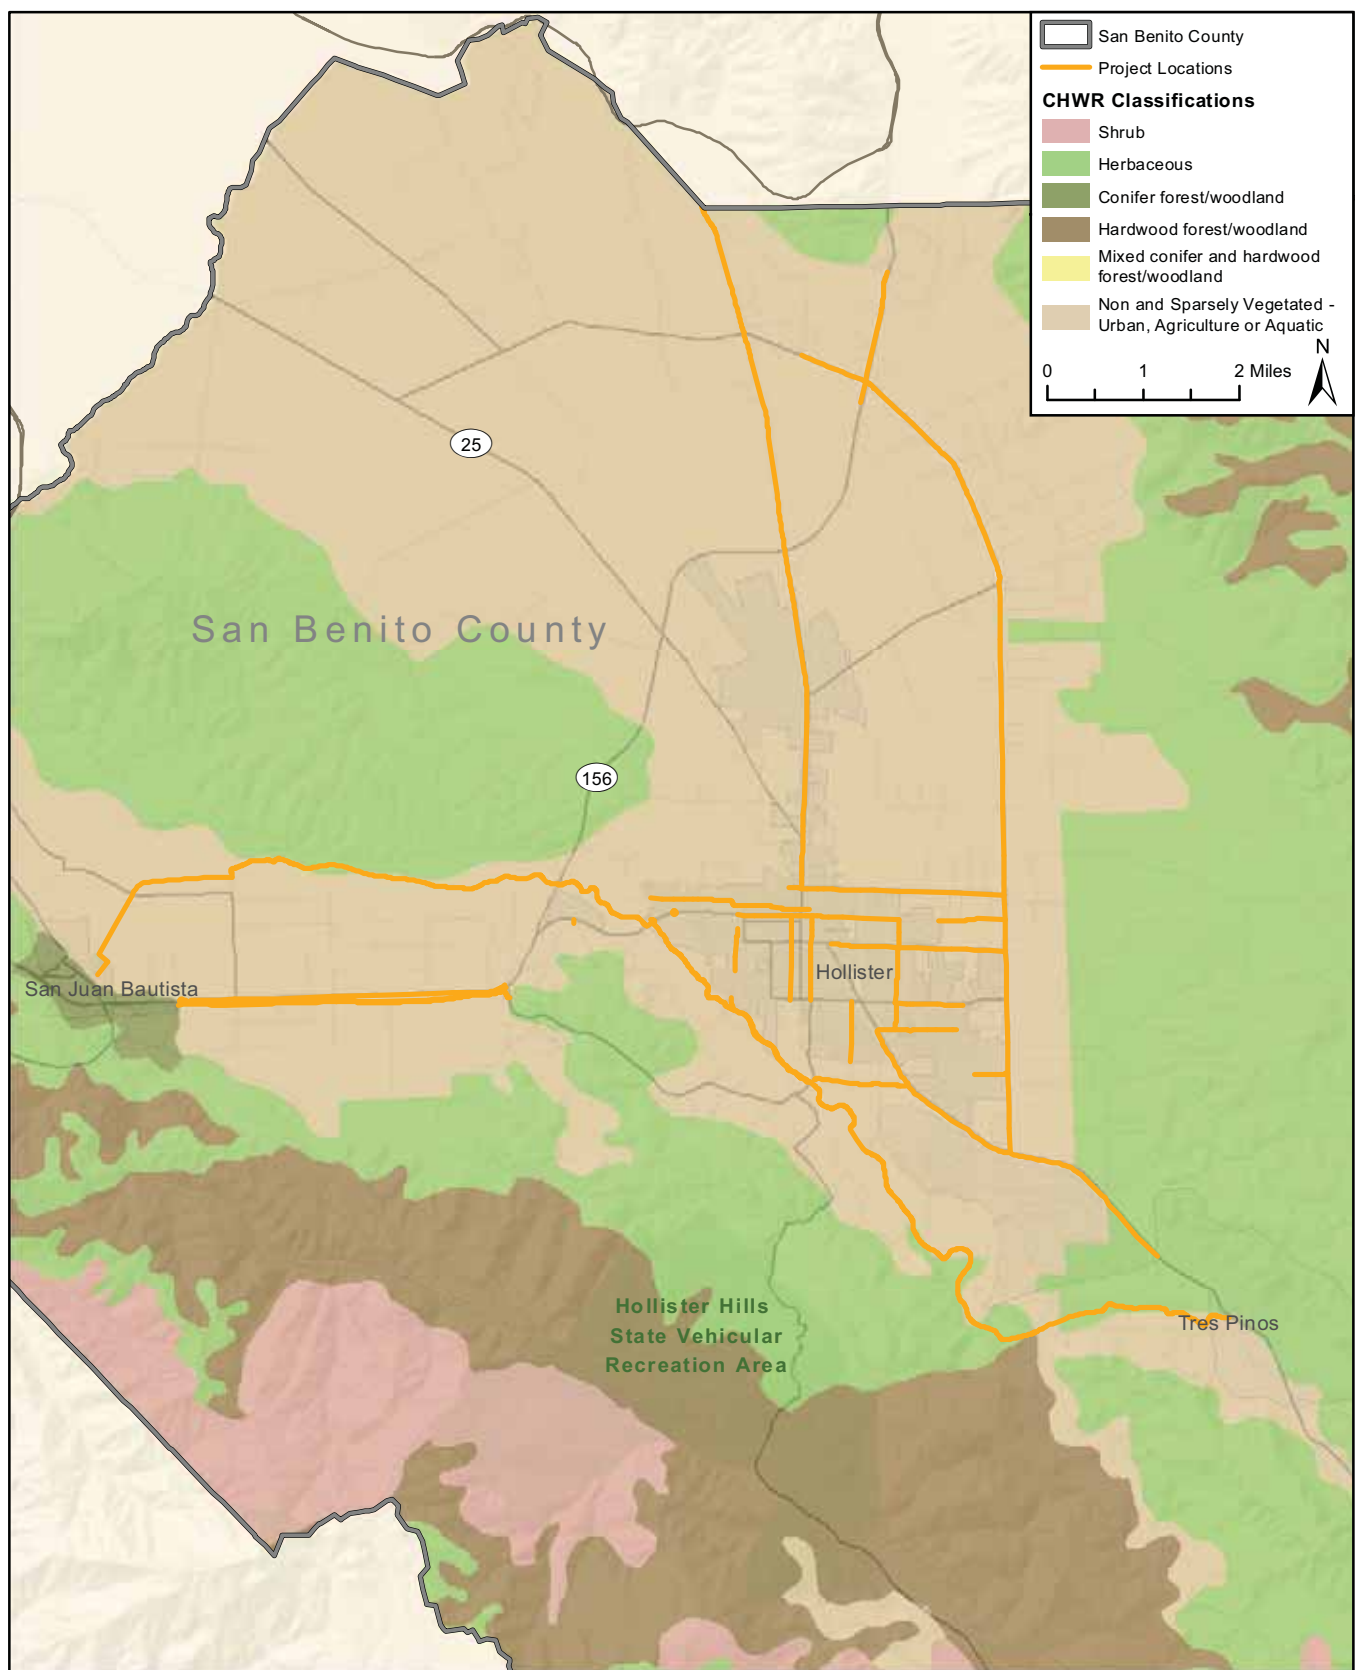 San Benito County
Project Locations
CHWR Classifications
Shrub
Herbaceous
Conifer forest/woodland
Hardwood forest/woodland
Mixed conifer and hardwood
forest/woodland
Non and Sparsely Vegetated -
Urban, Agriculture or Aquatic
N
0 1 2 Miles
25
San Benito County
156
Hollister
San Juan Bautista
Hollister Hills
State Vehicular
Recreation Area
Tres Pinos